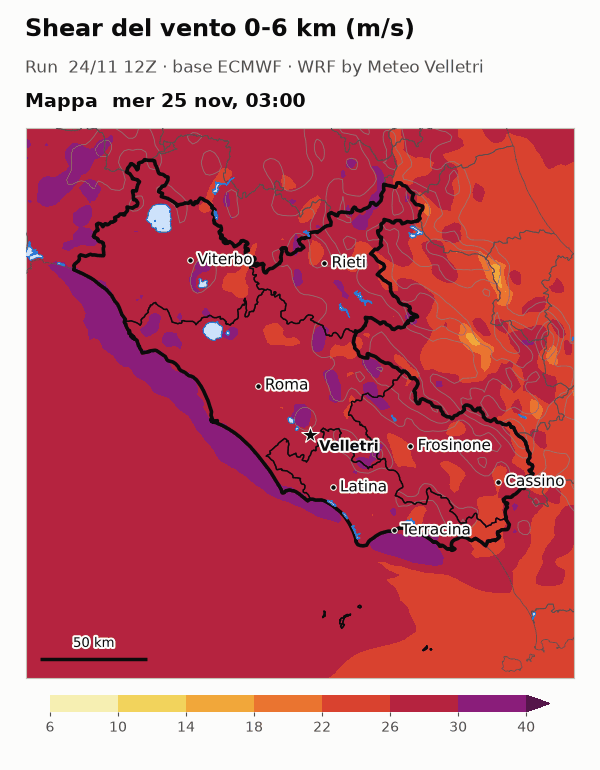 Shear del vento 0-6 km (m/s)
Run  24/11 12Z · base ECMWF · WRF by Meteo Velletri
Mappa  mer 25 nov, 03:00
Viterbo
Rieti
Roma
Velletri
Frosinone
Latina
Cassino
Terracina
50 km
6 10 14 18 22 26 30 40